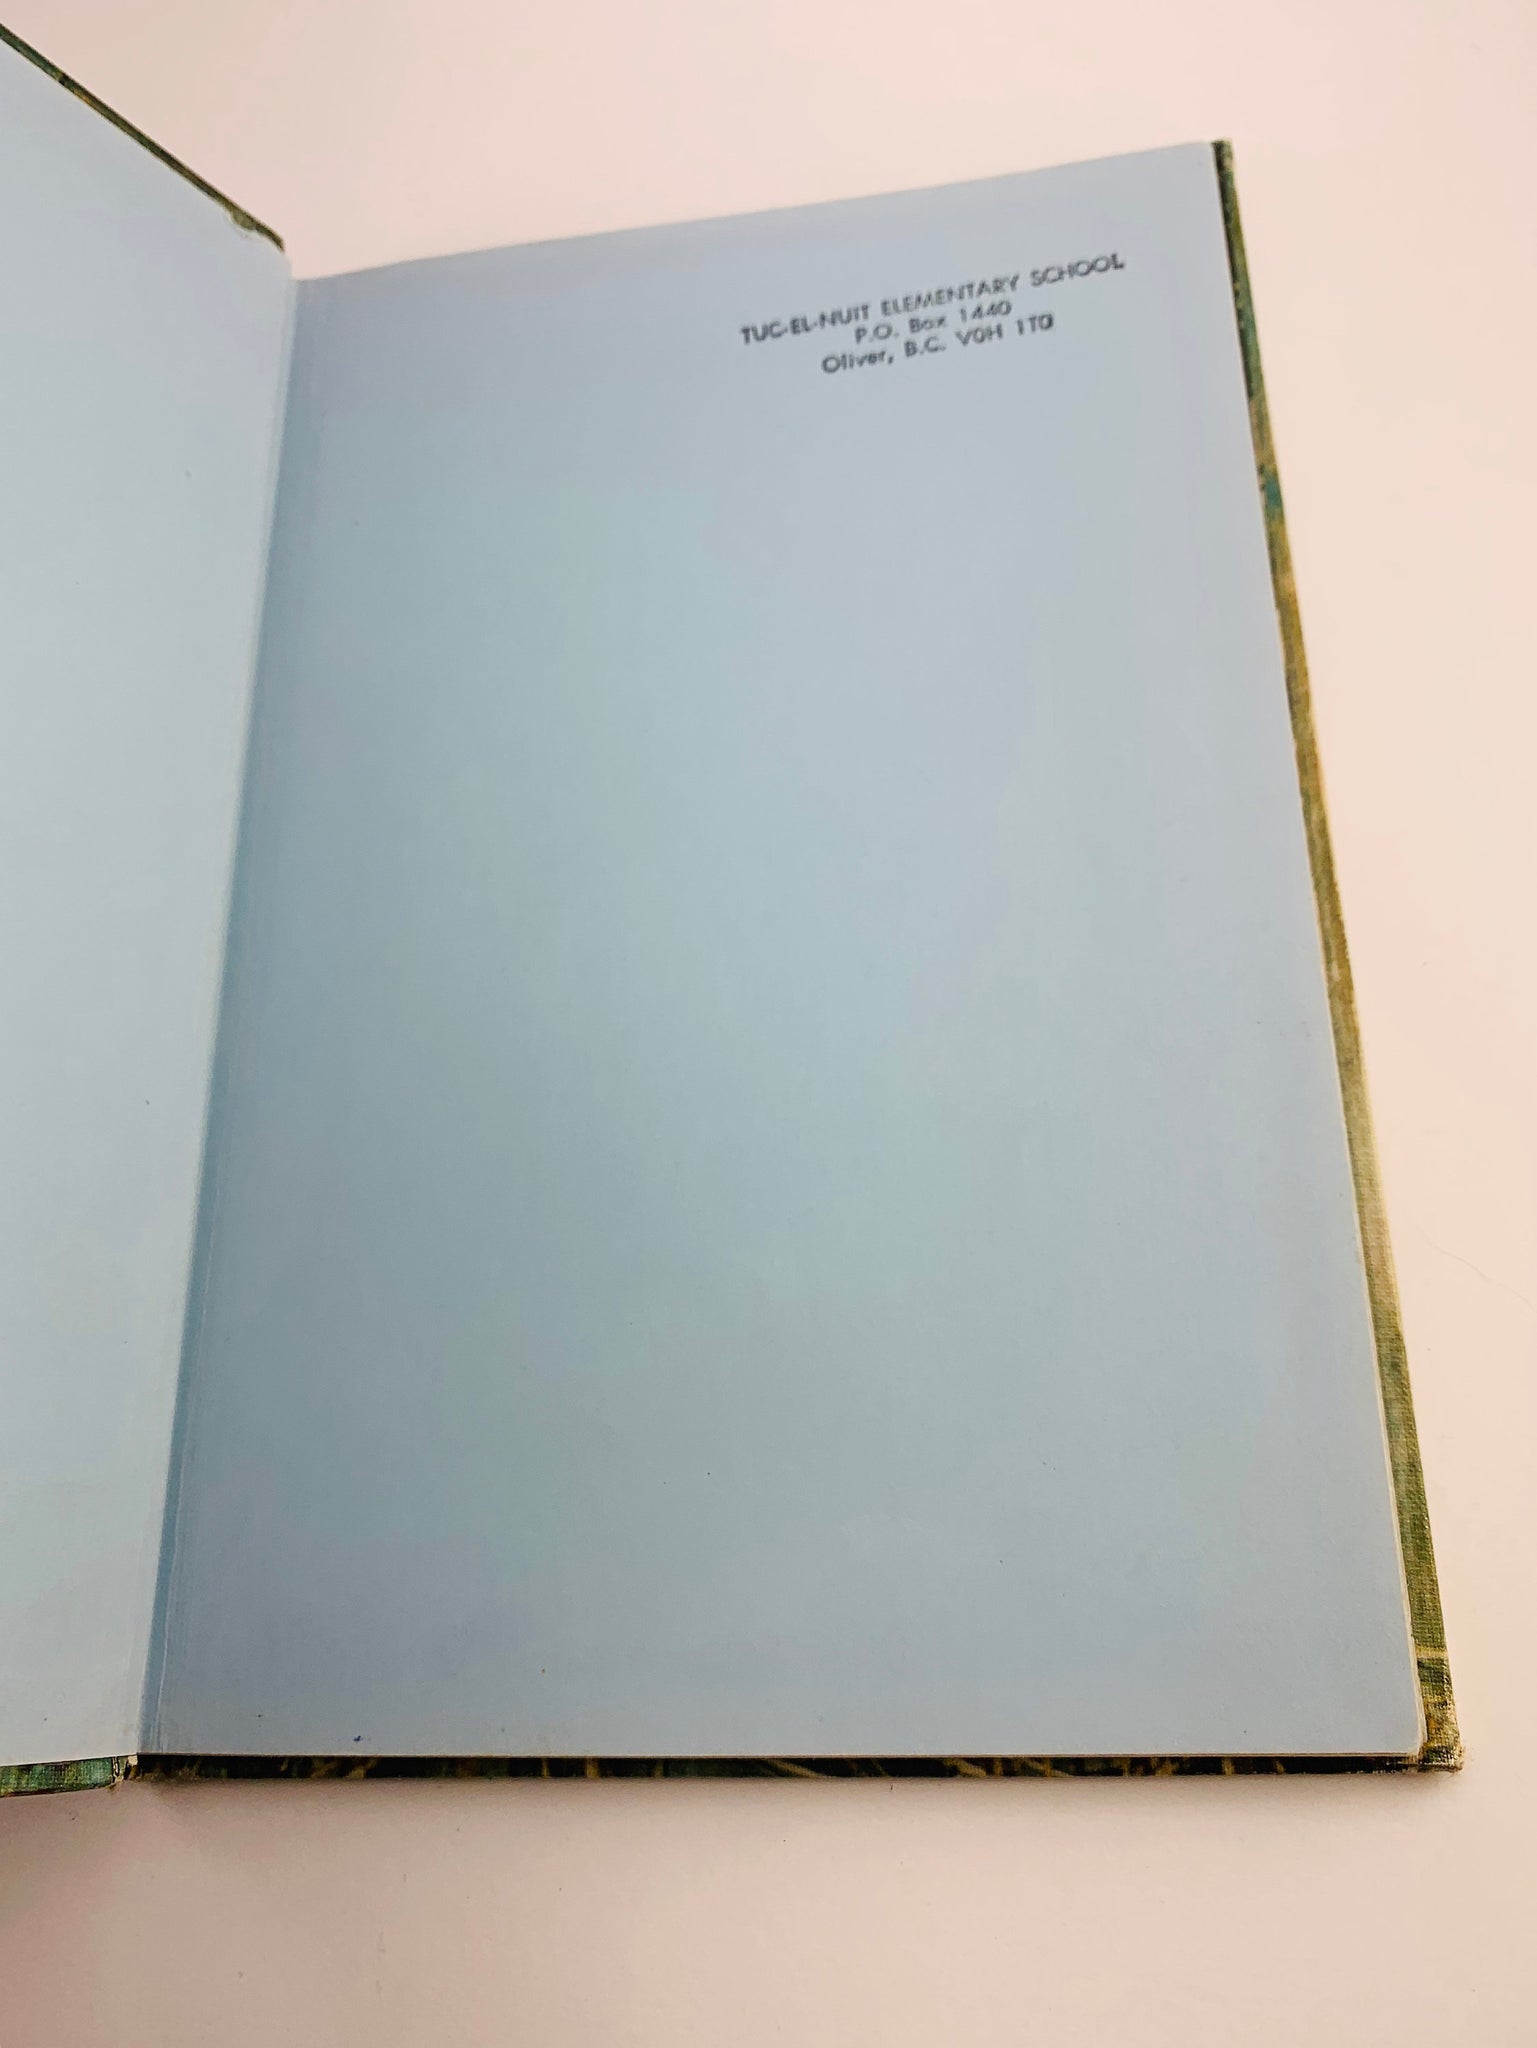 TUC-EL-NUIT ELEMENTARY SCHOOL
P.O. Box 1440
Oliver, B.C. V0H 1T0